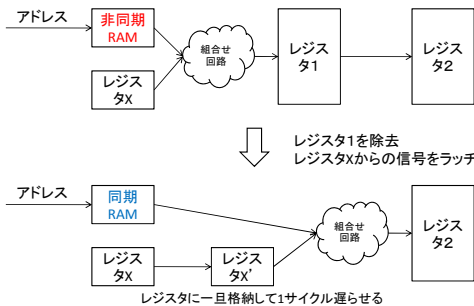 アドレス
非同期
RAM
レジス
タX
組合せ
回路
レジス
タ1
レジス
タ2
レジスタ1を除去
レジスタXからの信号をラッチ
アドレス
同期
RAM
レジス
タX
レジス
タX'
組合せ
回路
レジス
タ2
レジスタに一旦格納して1サイクル遅らせる